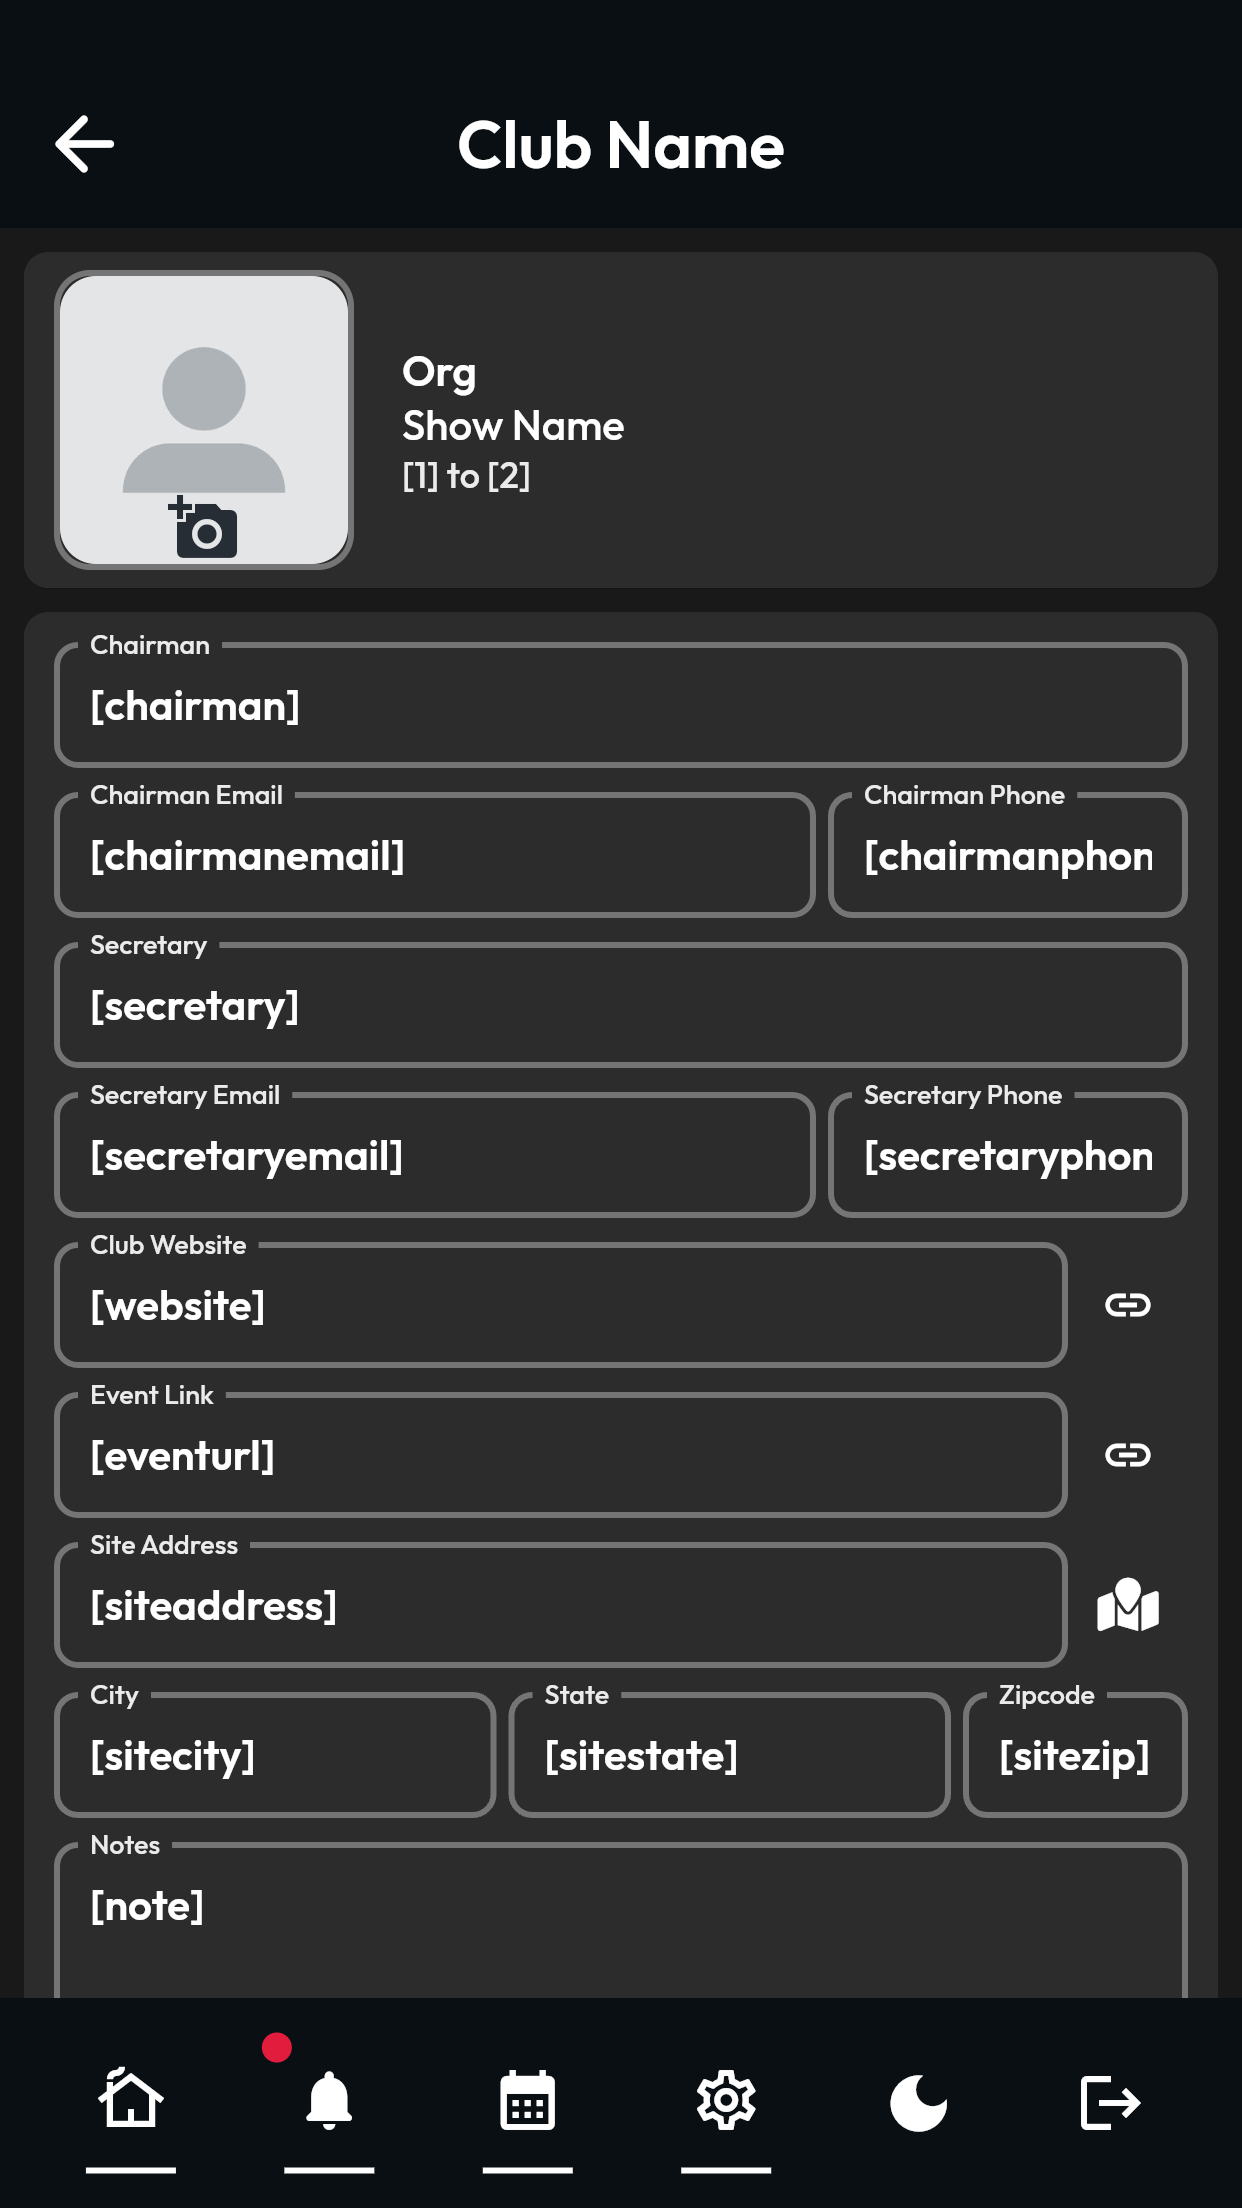 Club Name
Org
Show Name
[1] to [2]
Chairman
[chairman]
Chairman Email
Chairman Phone
[chairmanemail]
[chairmanphon
Secretary
[secretary]
Secretary Email
Secretary Phone
[secretaryemail]
[secretaryphon
Club Website
[website]
Event Link
[eventurl]
Site Address
[siteaddress]
City
State
Zipcode
[sitecity]
[sitestate]
[sitezip]
Notes
[note]